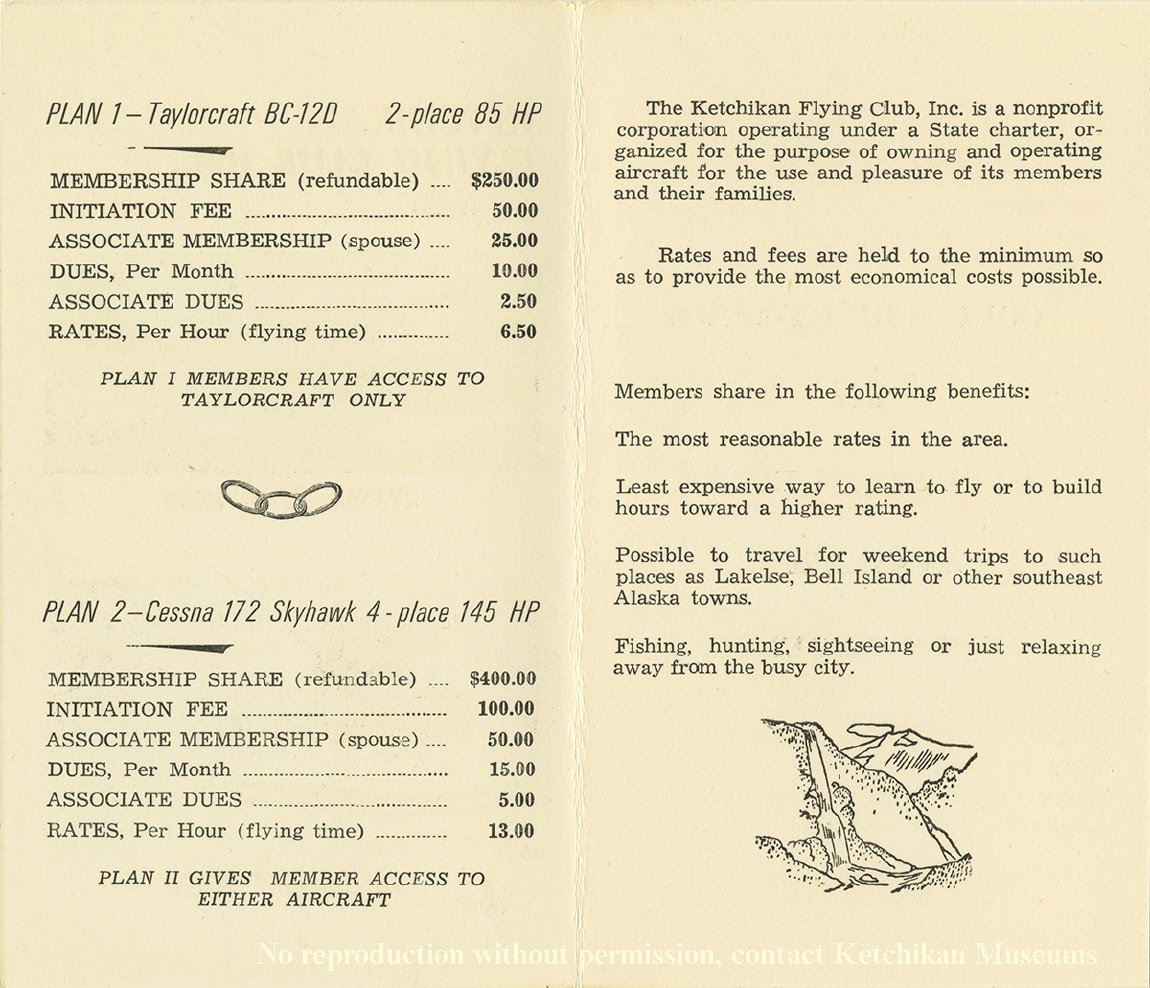 PLAN 1 – Taylorcraft BC-12D 2-place 85 HP
MEMBERSHIP SHARE (refundable) .... $250.00
INITIATION FEE ...................................... 50.00
ASSOCIATE MEMBERSHIP (spouse) .... 25.00
DUES, Per Month ...................................... 10.00
ASSOCIATE DUES .................................... 2.50
RATES, Per Hour (flying time) .............. 6.50
PLAN I MEMBERS HAVE ACCESS TO
TAYLORCRAFT ONLY
PLAN 2 – Cessna 172 Skyhawk 4 - place 145 HP
MEMBERSHIP SHARE (refundable) .... $400.00
INITIATION FEE ...................................... 100.00
ASSOCIATE MEMBERSHIP (spouse) .... 50.00
DUES, Per Month ...................................... 15.00
ASSOCIATE DUES .................................... 5.00
RATES, Per Hour (flying time) .............. 13.00
PLAN II GIVES MEMBER ACCESS TO
EITHER AIRCRAFT
The Ketchikan Flying Club, Inc. is a nonprofit
corporation operating under a State charter, or-
ganized for the purpose of owning and operating
aircraft for the use and pleasure of its members
and their families.
Rates and fees are held to the minimum so
as to provide the most economical costs possible.
Members share in the following benefits:
The most reasonable rates in the area.
Least expensive way to learn to fly or to build
hours toward a higher rating.
Possible to travel for weekend trips to such
places as Lakelse, Bell Island or other southeast
Alaska towns.
Fishing, hunting, sightseeing or just relaxing
away from the busy city.
No reproduction without permission, contact Ketchikan Museums